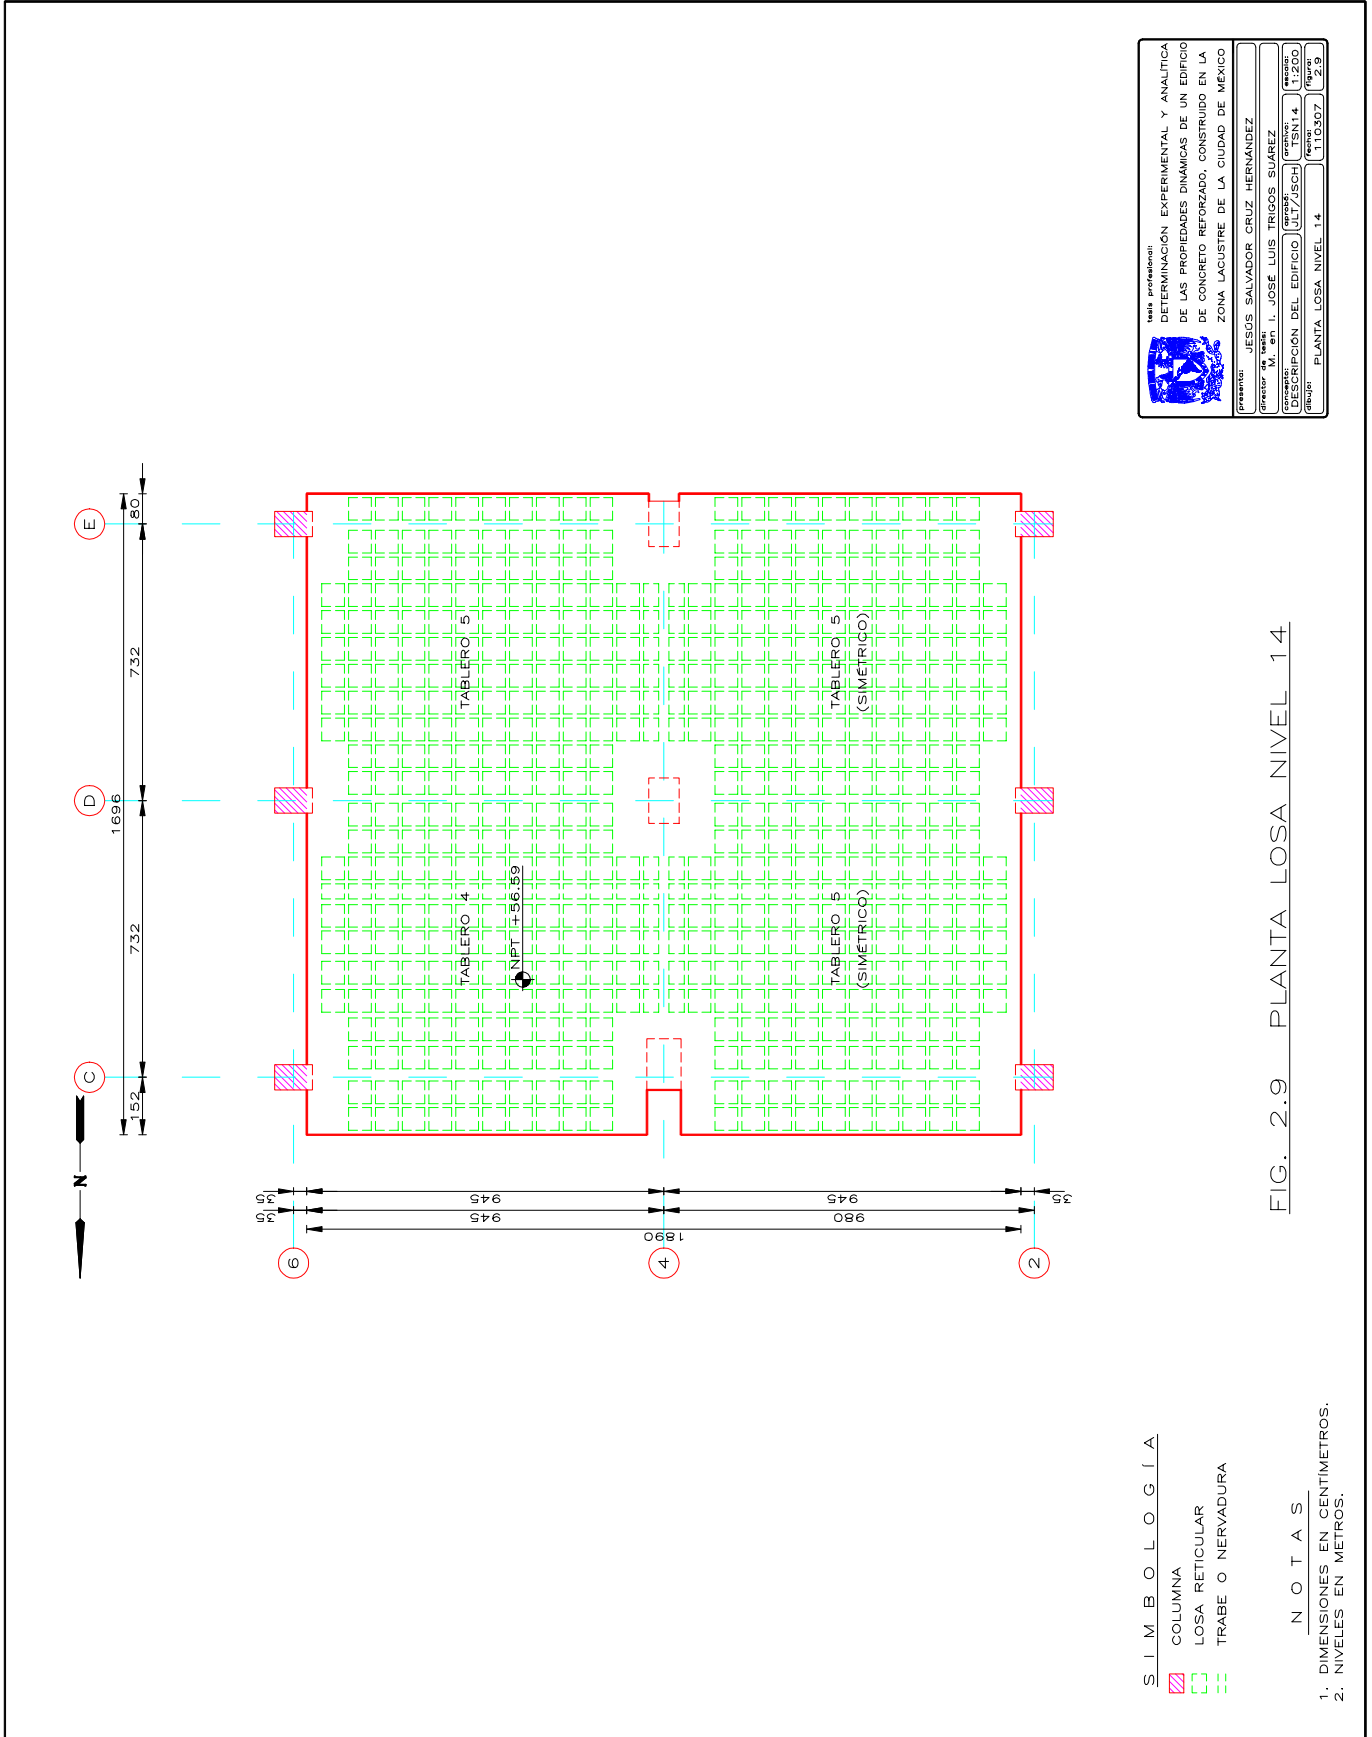 tesis profesional:
DETERMINACIÓN EXPERIMENTAL Y ANALÍTICA
DE LAS PROPIEDADES DINÁMICAS DE UN EDIFICIO
DE CONCRETO REFORZADO, CONSTRUIDO EN LA
ZONA LACUSTRE DE LA CIUDAD DE MÉXICO
presenta:
JESÚS SALVADOR CRUZ HERNÁNDEZ
director de tesis:
M. en I. JOSÉ LUIS TRIGOS SUÁREZ
concepto:
DESCRIPCIÓN DEL EDIFICIO
aprobó:
JLT/JSCH
archivo:
TSN14
escala:
1:200
dibujo:
PLANTA LOSA NIVEL 14
fecha:
110307
figura:
2.9
N
C
D
E
1696
152
732
732
80
6
4
2
35
945
945
35
35
945
980
1890
TABLERO 4
NPT +56.59
TABLERO 5
TABLERO 5
(SIMÉTRICO)
TABLERO 5
(SIMÉTRICO)
FIG. 2.9 PLANTA LOSA NIVEL 14
SIMBOLOGÍA
COLUMNA
LOSA RETICULAR
TRABE O NERVADURA
NOTAS
1. DIMENSIONES EN CENTÍMETROS.
2. NIVELES EN METROS.